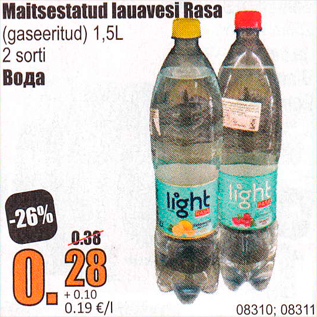 Maitsestatud lauavesi Rasa
(gaseeritud) 1,5L
2 sorti
Вода
light
light
-26%
0.38
0.28
+ 0.10
0.19 €/l
08310; 08311